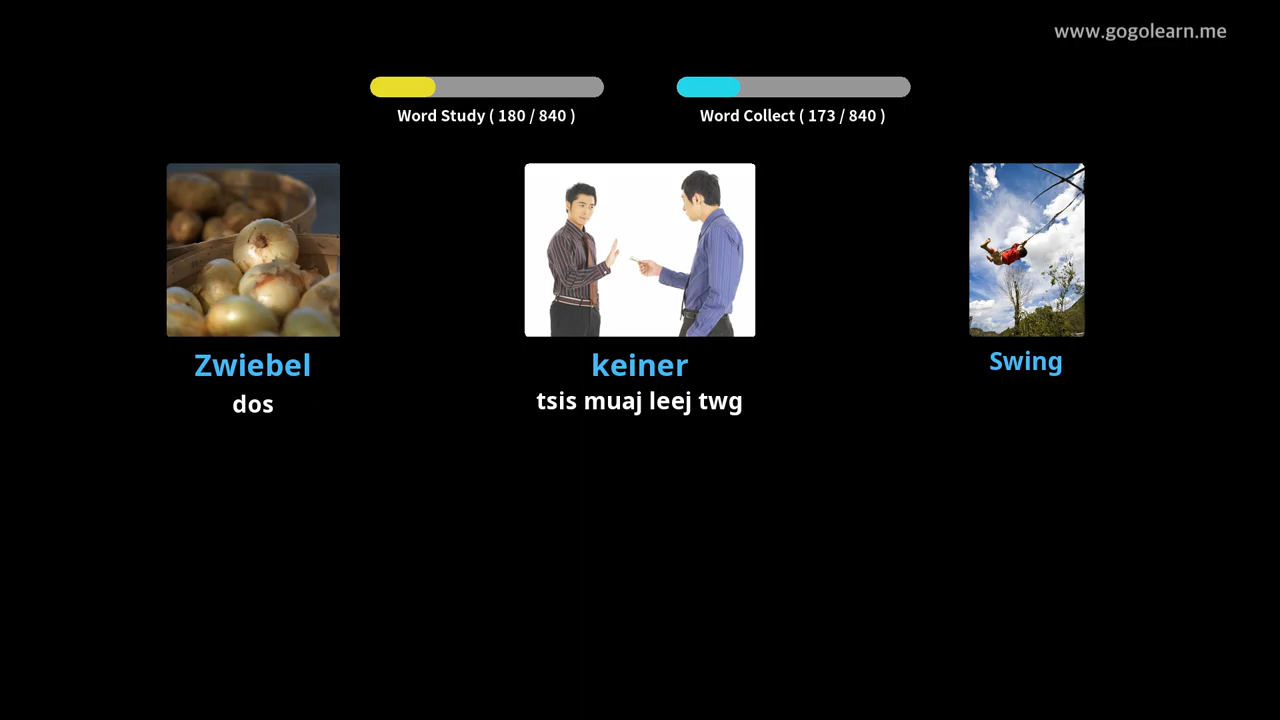 www.gogolearn.me
Word Study ( 180 / 840 )
Word Collect ( 173 / 840 )
Zwiebel
dos
keiner
tsis muaj leej twg
Swing